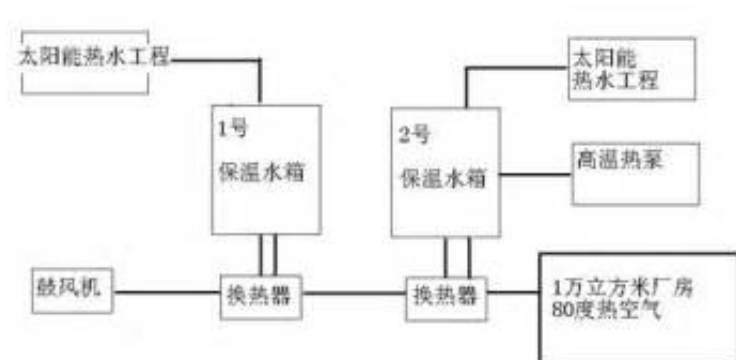 太阳能热水工程
太阳能
热水工程
1号
保温水箱
2号
保温水箱
高温热泵
鼓风机
换热器
换热器
1万立方米厂房
80度热空气